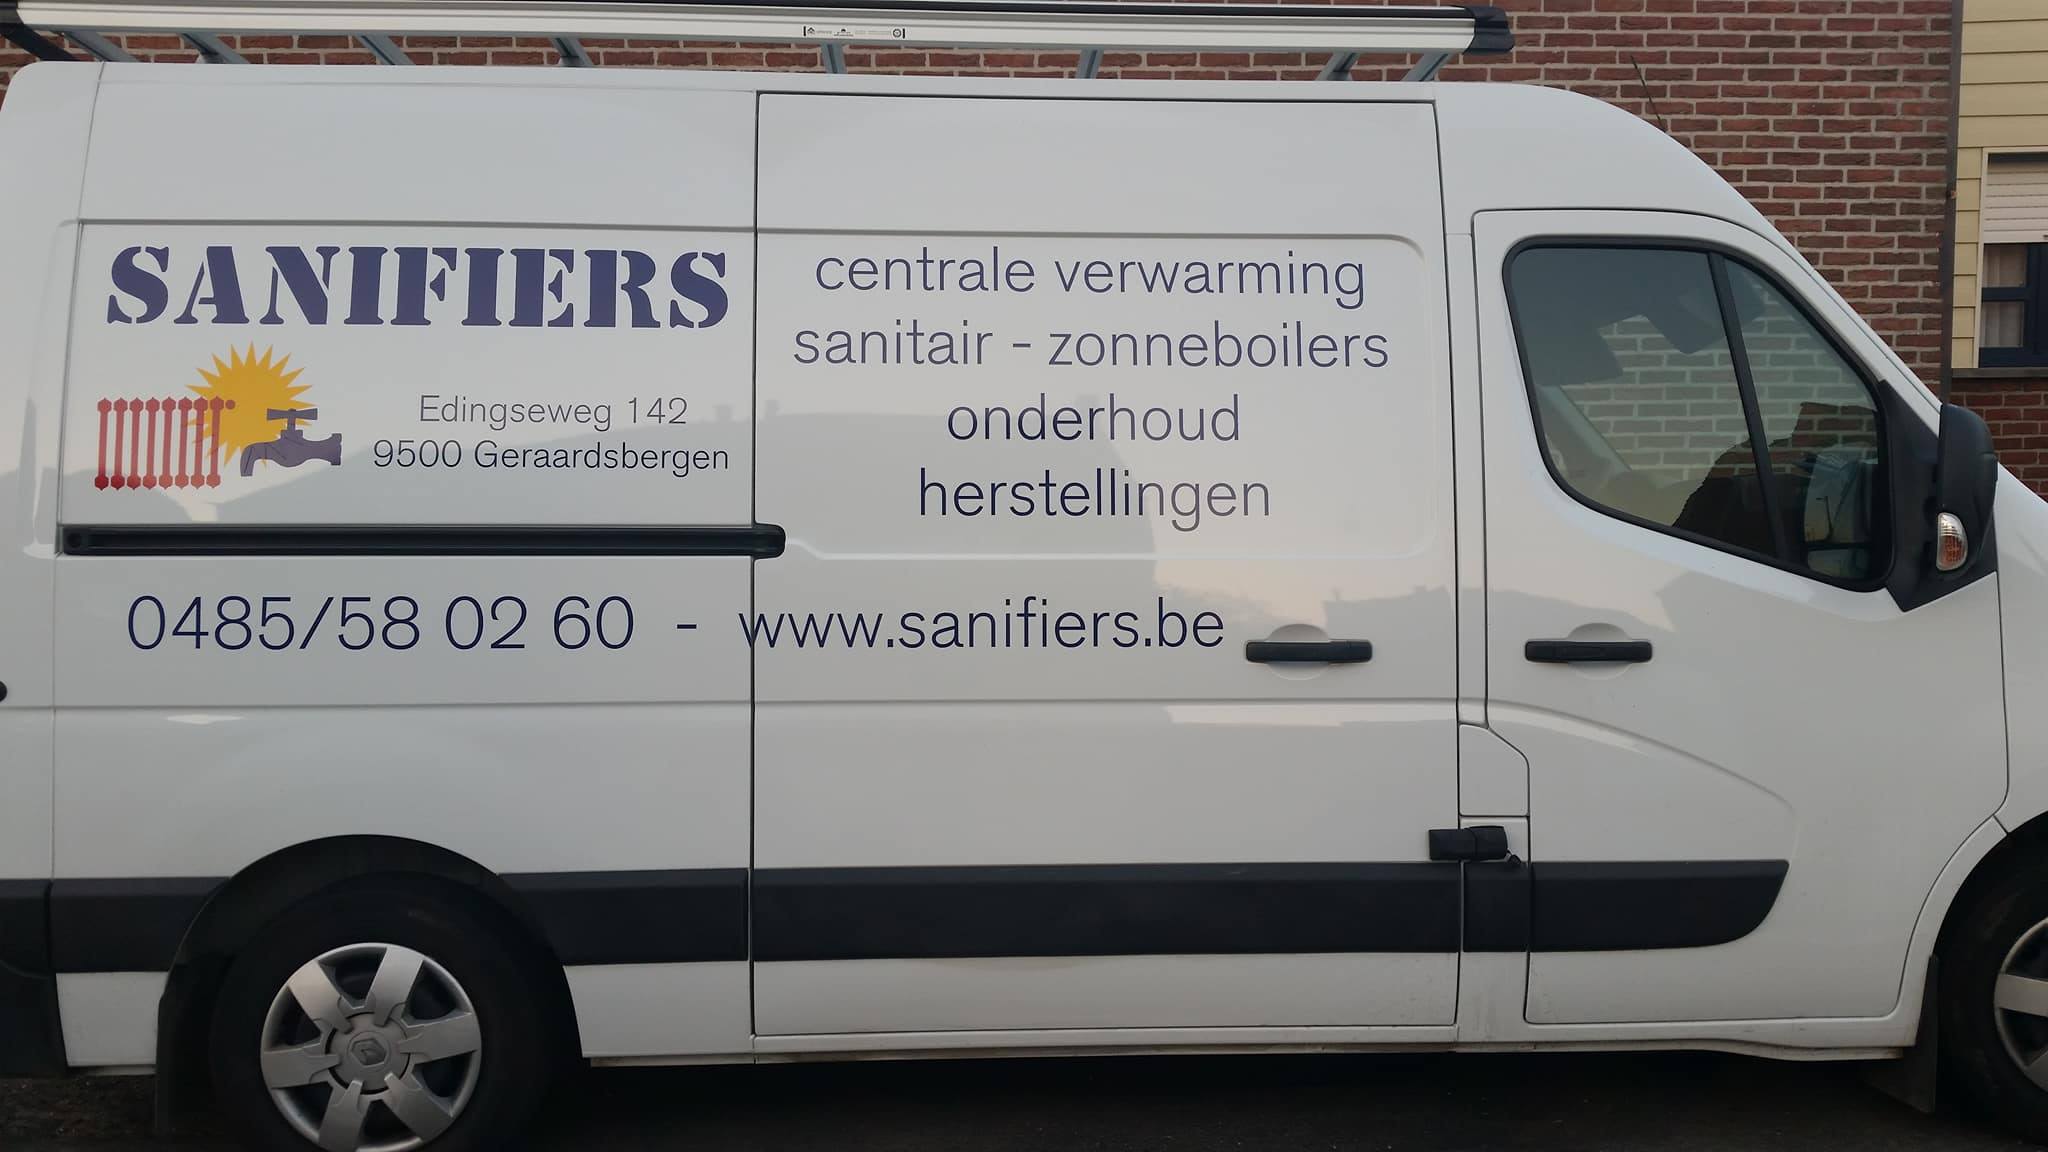 SANIFIERS
Edingseweg 142
9500 Geraardsbergen
centrale verwarming
sanitair - zonneboilers
onderhoud
herstellingen
0485/58 02 60 - www.sanifiers.be